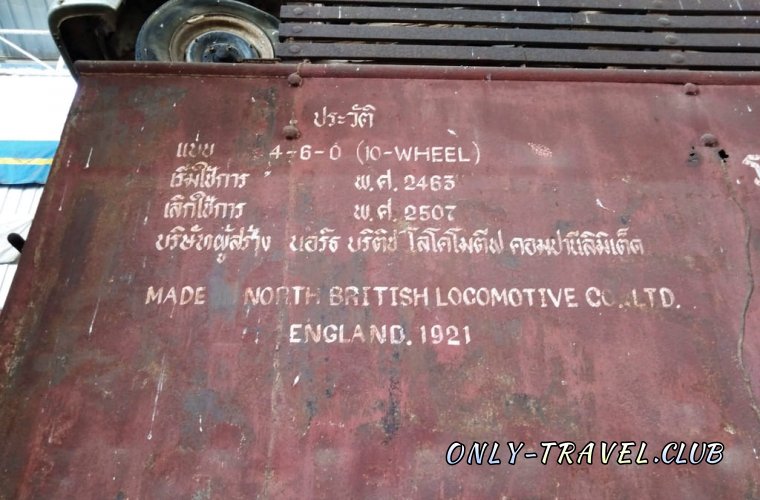 ประวัติ
แบบ 4-6-0 (10-WHEEL)
เริ่มใช้การ พ.ศ. 2463
เลิกใช้การ พ.ศ. 2507
บริษัทผู้สร้าง นอร์ธ บริติช โลโคโมตีฟ คอมปานีลิมิเต็ด
MADE NORTH BRITISH LOCOMOTIVE CO.,LTD.
ENGLAND. 1921
ONLY-TRAVEL.CLUB